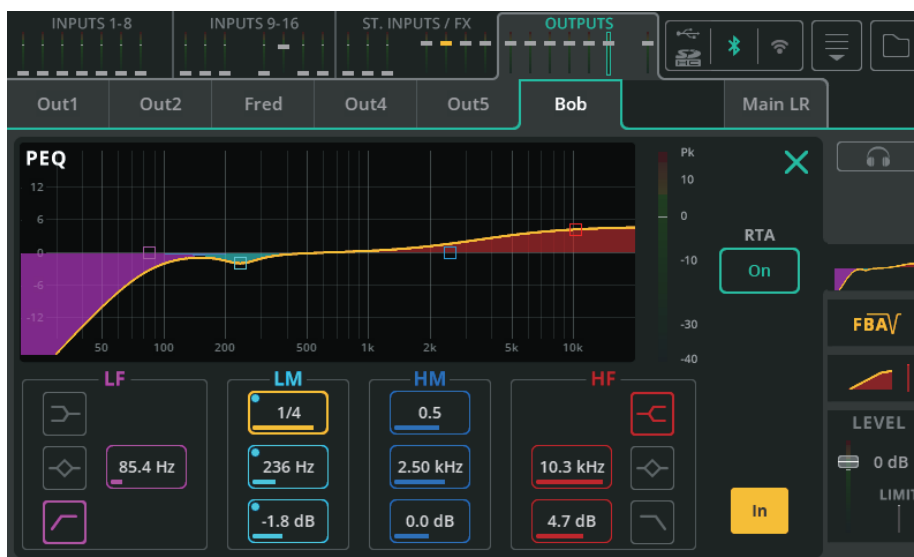 INPUTS 1-8 INPUTS 9-16 ST. INPUTS / FX OUTPUTS
SD HC
Out1 Out2 Fred Out4 Out5 Bob Main LR
PEQ
12
6
0
-6
-12
50 100 200 500 1k 2k 5k 10k
Pk
10
0
-10
-30
-40
RTA
On
FBA
LF LM HM HF
1/4 0.5
85.4 Hz 236 Hz 2.50 kHz 10.3 kHz
-1.8 dB 0.0 dB 4.7 dB
In
LEVEL
0 dB
LIMIT